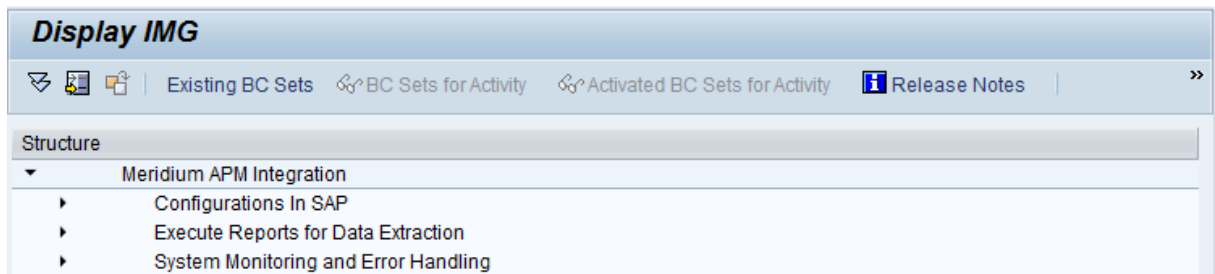 Display IMG
Existing BC Sets BC Sets for Activity Activated BC Sets for Activity Release Notes
Structure
Meridium APM Integration
Configurations In SAP
Execute Reports for Data Extraction
System Monitoring and Error Handling